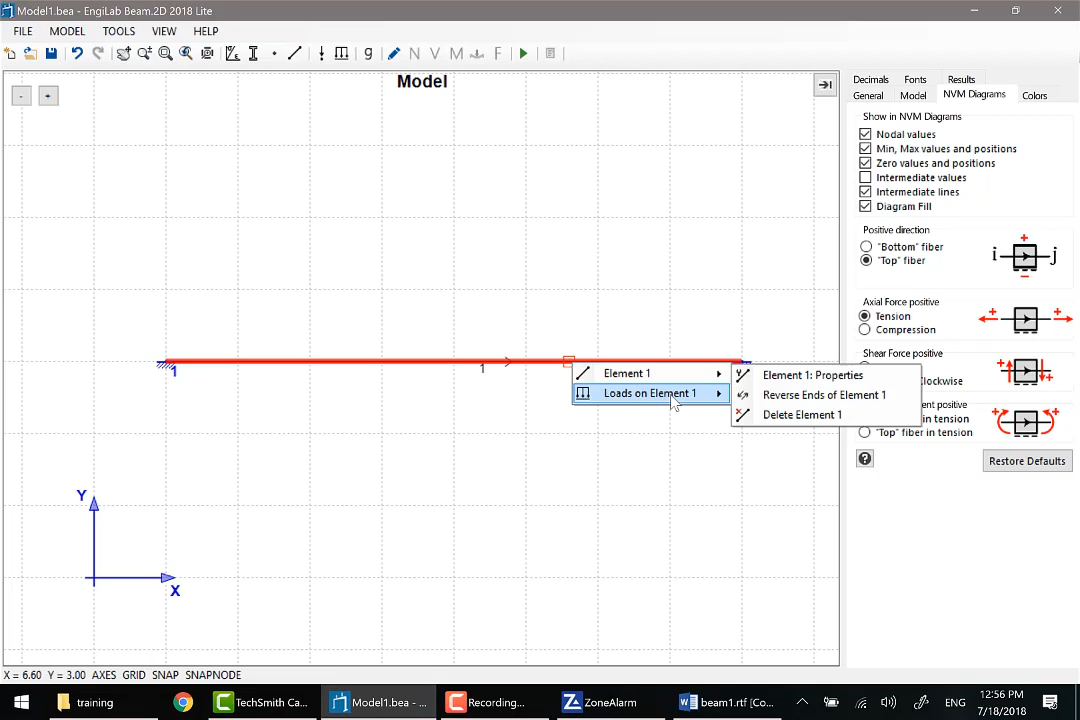 Model1.bea - EngiLab Beam.2D 2018 Lite
FILE MODEL TOOLS VIEW HELP
g N V M F
Model
- +
Decimals Fonts Results
General Model NVM Diagrams Colors
Show in NVM Diagrams
Nodal values
Min, Max values and positions
Zero values and positions
Intermediate values
Intermediate lines
Diagram Fill
Positive direction
"Bottom" fiber
"Top" fiber
i j
+
-
Axial Force positive
Tension
Compression
+ +
Shear Force positive
Clockwise
+ +
ent positive
n tension
"Top" fiber in tension
+ +
? Restore Defaults
1
1
Element 1
Loads on Element 1
Element 1: Properties
Reverse Ends of Element 1
Delete Element 1
Y
X
X = 6.60 Y = 3.00 AXES GRID SNAP SNAPNODE
training
TechSmith Ca...
Model1.bea - ...
Recording...
ZoneAlarm
beam1.rtf [Co...
ENG
12:56 PM
7/18/2018